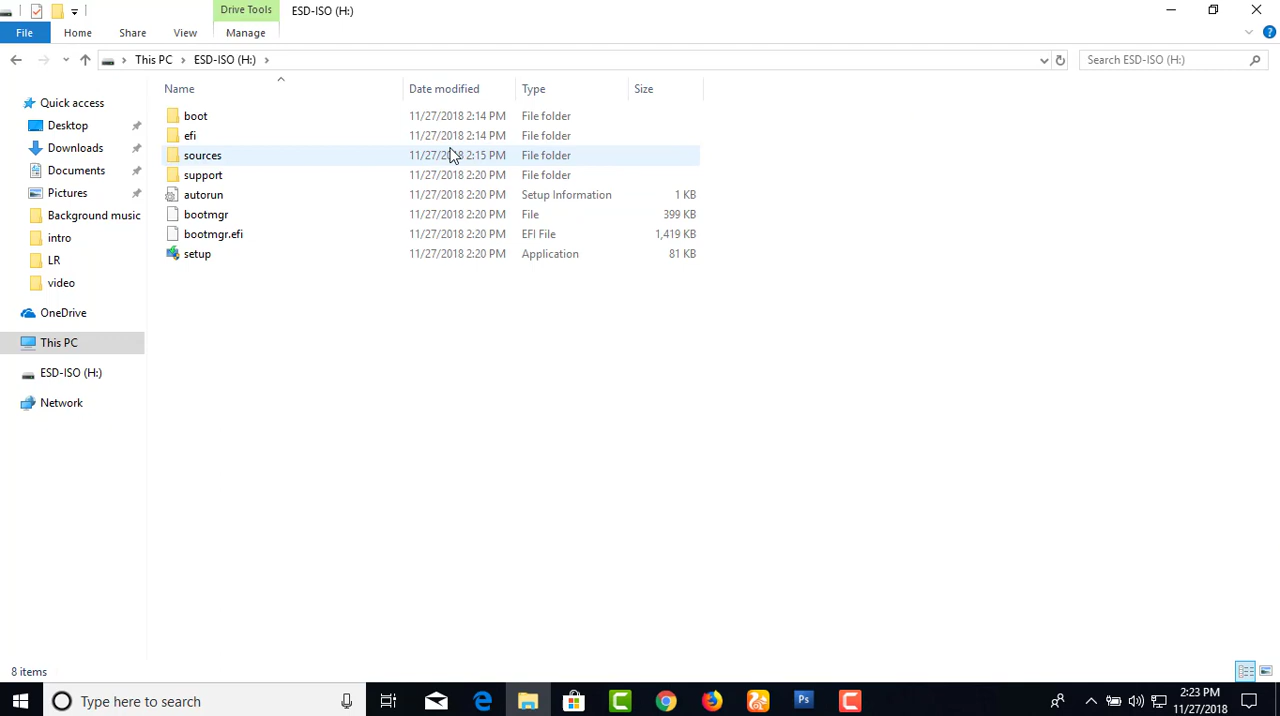 Drive Tools
ESD-ISO (H:)
File Home Share View Manage
This PC ESD-ISO (H:)
Search ESD-ISO (H:)
Name Date modified Type Size
Quick access
Desktop
Downloads
Documents
Pictures
Background music
intro
LR
video
OneDrive
This PC
ESD-ISO (H:)
Network
boot 11/27/2018 2:14 PM File folder
efi 11/27/2018 2:14 PM File folder
sources 11/27/2018 2:15 PM File folder
support 11/27/2018 2:20 PM File folder
autorun 11/27/2018 2:20 PM Setup Information 1 KB
bootmgr 11/27/2018 2:20 PM File 399 KB
bootmgr.efi 11/27/2018 2:20 PM EFI File 1,419 KB
setup 11/27/2018 2:20 PM Application 81 KB
8 items
Type here to search
Ps
2:23 PM
11/27/2018